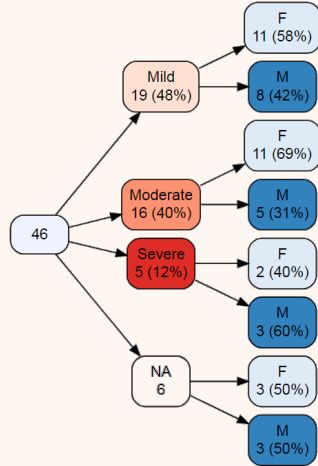 F
11 (58%)
Mild
19 (48%)
M
8 (42%)
F
11 (69%)
Moderate
16 (40%)
M
5 (31%)
46
Severe
5 (12%)
F
2 (40%)
M
3 (60%)
NA
6
F
3 (50%)
M
3 (50%)